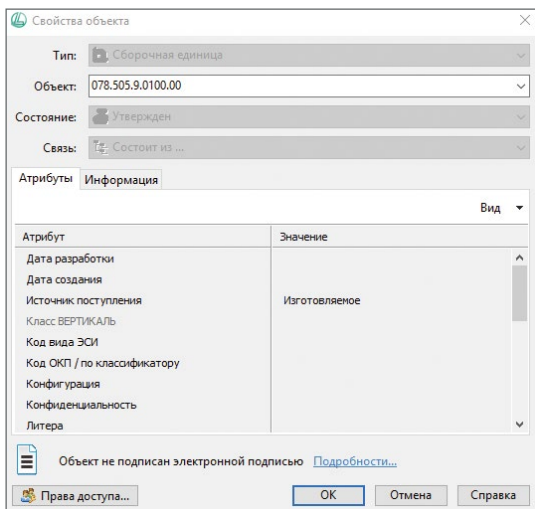 Свойства объекта
Тип: Сборочная единица
Объект: 078.505.9.0100.00
Состояние: Утвержден
Связь: Состоит из ...
Атрибуты Информация
Вид
Атрибут Значение
Дата разработки
Дата создания
Источник поступления Изготовляемое
Класс ВЕРТИКАЛЬ
Код вида ЭСИ
Код ОКП / по классификатору
Конфигурация
Конфиденциальность
Литера
Объект не подписан электронной подписью Подробности...
Права доступа... OK Отмена Справка